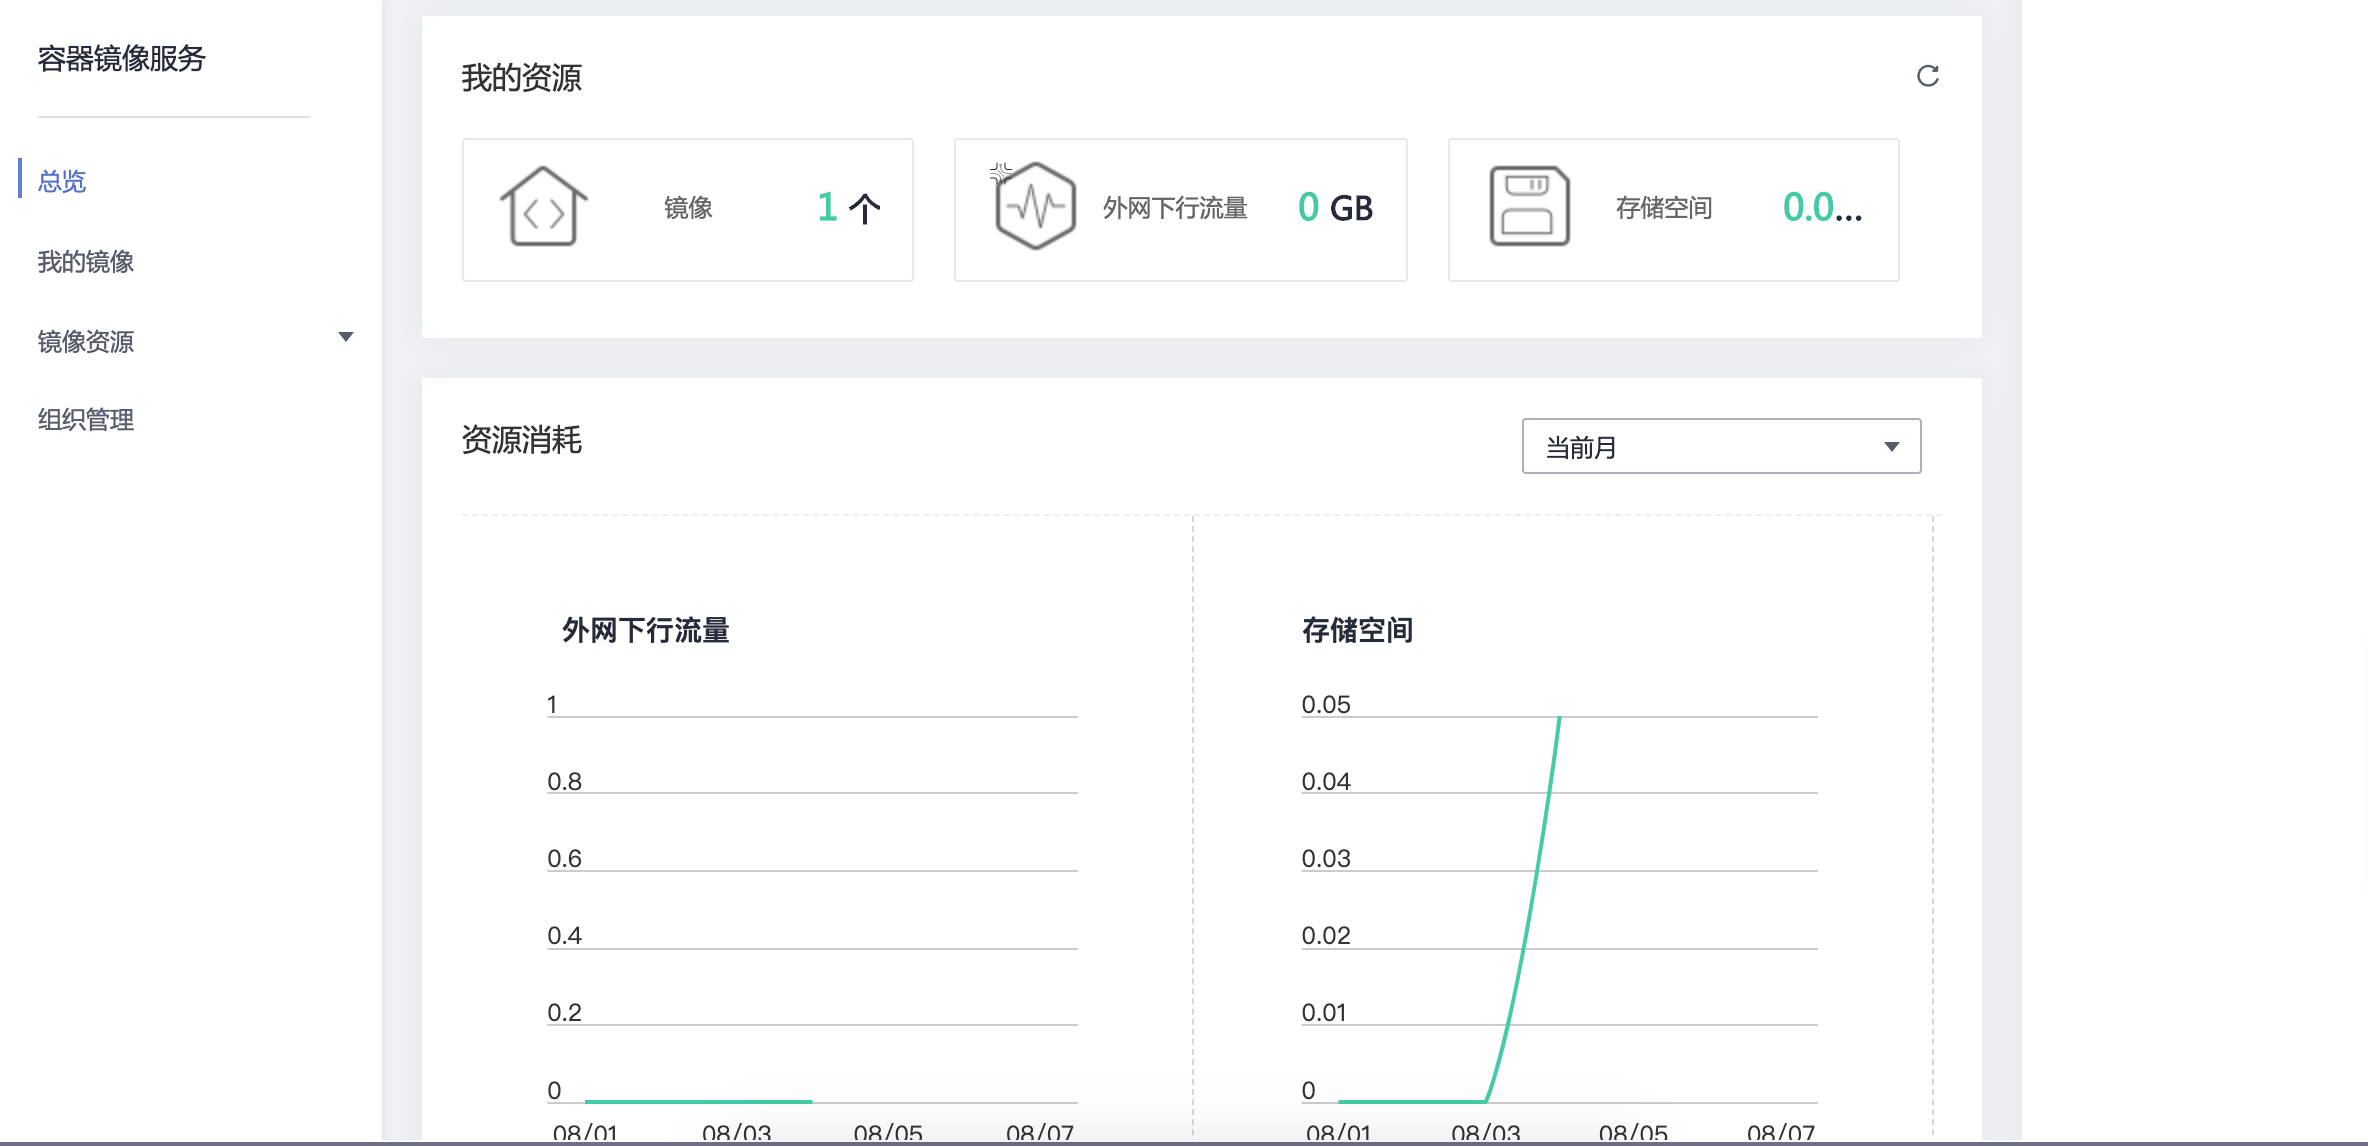 容器镜像服务
总览
我的镜像
镜像资源
组织管理
我的资源
镜像 1 个
外网下行流量 0 GB
存储空间 0.0...
资源消耗
当前月
外网下行流量
1
0.8
0.6
0.4
0.2
0
08/01 08/03 08/05 08/07
存储空间
0.05
0.04
0.03
0.02
0.01
0
08/01 08/03 08/05 08/07